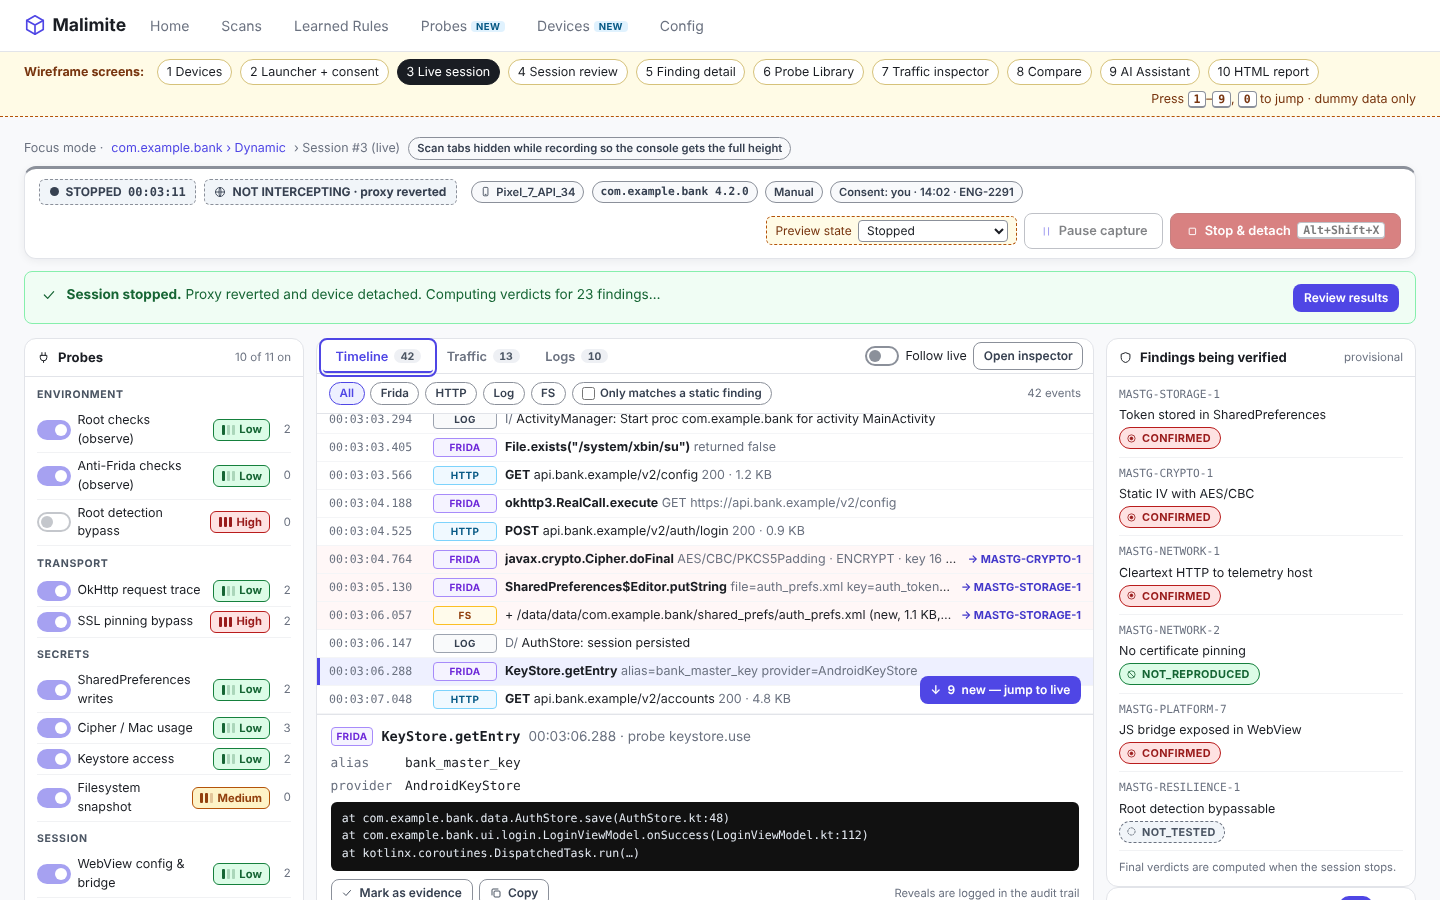 Malimite Home Scans Learned Rules Probes NEW Devices NEW Config
Wireframe screens: 1 Devices 2 Launcher + consent 3 Live session 4 Session review 5 Finding detail 6 Probe Library 7 Traffic inspector 8 Compare 9 AI Assistant 10 HTML report
Press 1–9, 0 to jump · dummy data only
Focus mode · com.example.bank › Dynamic › Session #3 (live) Scan tabs hidden while recording so the console gets the full height
STOPPED 00:03:11 NOT INTERCEPTING · proxy reverted Pixel_7_API_34 com.example.bank 4.2.0 Manual Consent: you · 14:02 · ENG-2291
Preview state Stopped Pause capture Stop & detach Alt+Shift+X
Session stopped. Proxy reverted and device detached. Computing verdicts for 23 findings…
Review results
Probes 10 of 11 on
ENVIRONMENT
Root checks (observe) Low 2
Anti-Frida checks (observe) Low 0
Root detection bypass High 0
TRANSPORT
OkHttp request trace Low 2
SSL pinning bypass High 2
SECRETS
SharedPreferences writes Low 2
Cipher / Mac usage Low 3
Keystore access Low 2
Filesystem snapshot Medium 0
SESSION
WebView config & bridge Low 2
Timeline 42 Traffic 13 Logs 10 Follow live Open inspector
All Frida HTTP Log FS Only matches a static finding 42 events
00:03:03.294 LOG I/ ActivityManager: Start proc com.example.bank for activity MainActivity
00:03:03.405 FRIDA File.exists("/system/xbin/su") returned false
00:03:03.566 HTTP GET api.bank.example/v2/config 200 · 1.2 KB
00:03:04.188 FRIDA okhttp3.RealCall.execute GET https://api.bank.example/v2/config
00:03:04.525 HTTP POST api.bank.example/v2/auth/login 200 · 0.9 KB
00:03:04.764 FRIDA javax.crypto.Cipher.doFinal AES/CBC/PKCS5Padding · ENCRYPT · key 16 … → MASTG-CRYPTO-1
00:03:05.130 FRIDA SharedPreferences$Editor.putString file=auth_prefs.xml key=auth_token… → MASTG-STORAGE-1
00:03:06.057 FS + /data/data/com.example.bank/shared_prefs/auth_prefs.xml (new, 1.1 KB,… → MASTG-STORAGE-1
00:03:06.147 LOG D/ AuthStore: session persisted
00:03:06.288 FRIDA KeyStore.getEntry alias=bank_master_key provider=AndroidKeyStore
00:03:07.048 HTTP GET api.bank.example/v2/accounts 200 · 4.8 KB
↓ 9 new — jump to live
FRIDA KeyStore.getEntry 00:03:06.288 · probe keystore.use
alias bank_master_key
provider AndroidKeyStore
at com.example.bank.data.AuthStore.save(AuthStore.kt:48)
at com.example.bank.ui.login.LoginViewModel.onSuccess(LoginViewModel.kt:112)
at kotlinx.coroutines.DispatchedTask.run(…)
Mark as evidence Copy Reveals are logged in the audit trail
Findings being verified provisional
MASTG-STORAGE-1
Token stored in SharedPreferences
CONFIRMED
MASTG-CRYPTO-1
Static IV with AES/CBC
CONFIRMED
MASTG-NETWORK-1
Cleartext HTTP to telemetry host
CONFIRMED
MASTG-NETWORK-2
No certificate pinning
NOT_REPRODUCED
MASTG-PLATFORM-7
JS bridge exposed in WebView
CONFIRMED
MASTG-RESILIENCE-1
Root detection bypassable
NOT_TESTED
Final verdicts are computed when the session stops.